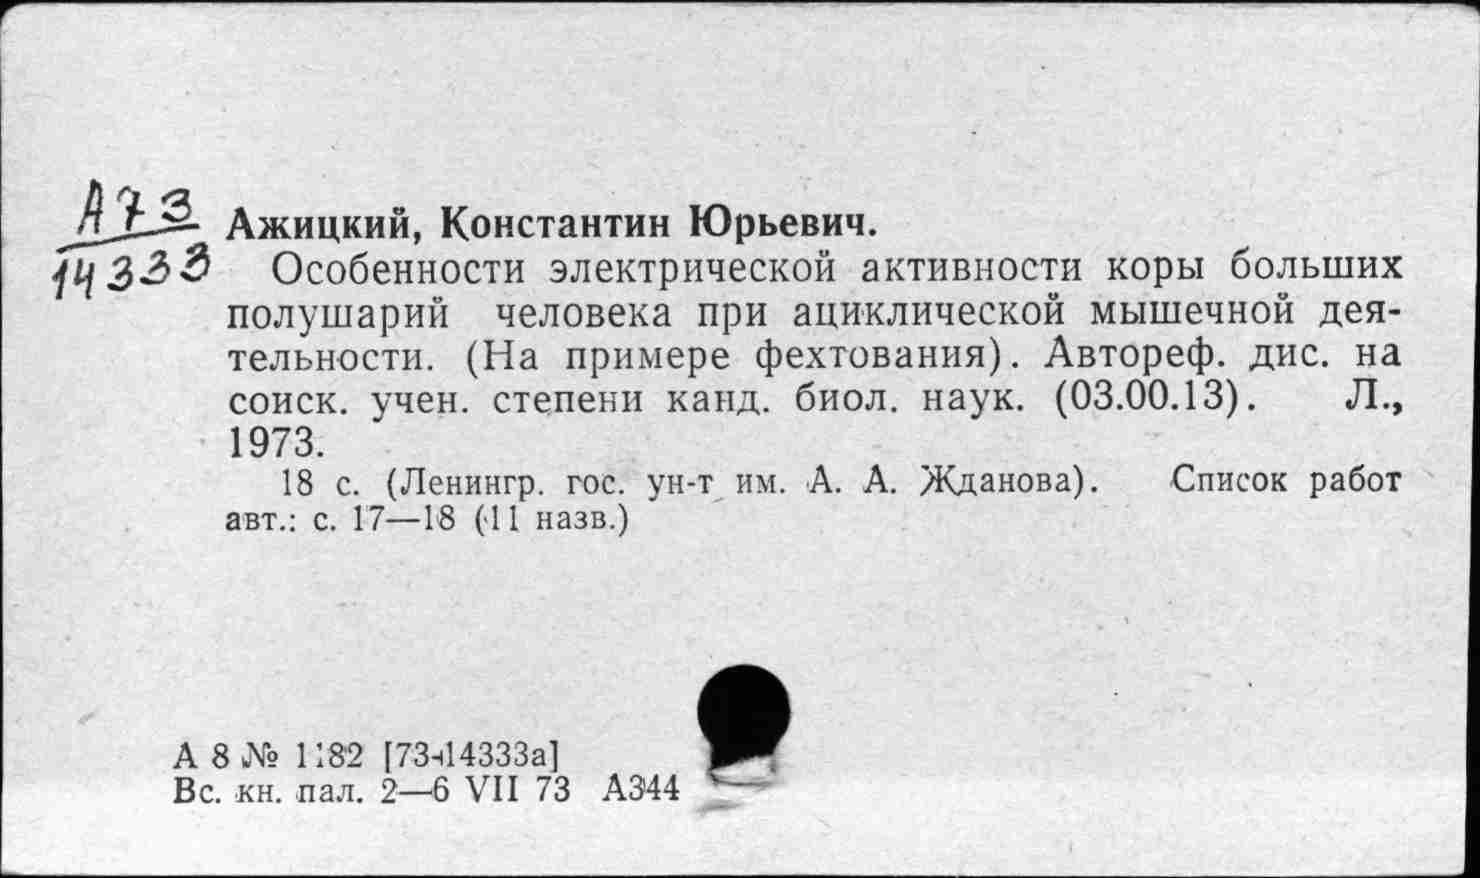 А73
14333
Ажицкий, Константин Юрьевич.
Особенности электрической активности коры больших
полушарий человека при ациклической мышечной дея-
тельности. (На примере фехтования). Автореф. дис. на
соиск. учен. степени канд. биол. наук. (03.00.13). Л.,
1973.
18 с. (Ленингр. гос. ун-т им. А. А. Жданова). Список работ
авт.: с. 17—18 (11 назв.)
А 8 № 1182 [73-14333а]
Вс. кн. пал. 2—6 VII 73 А344